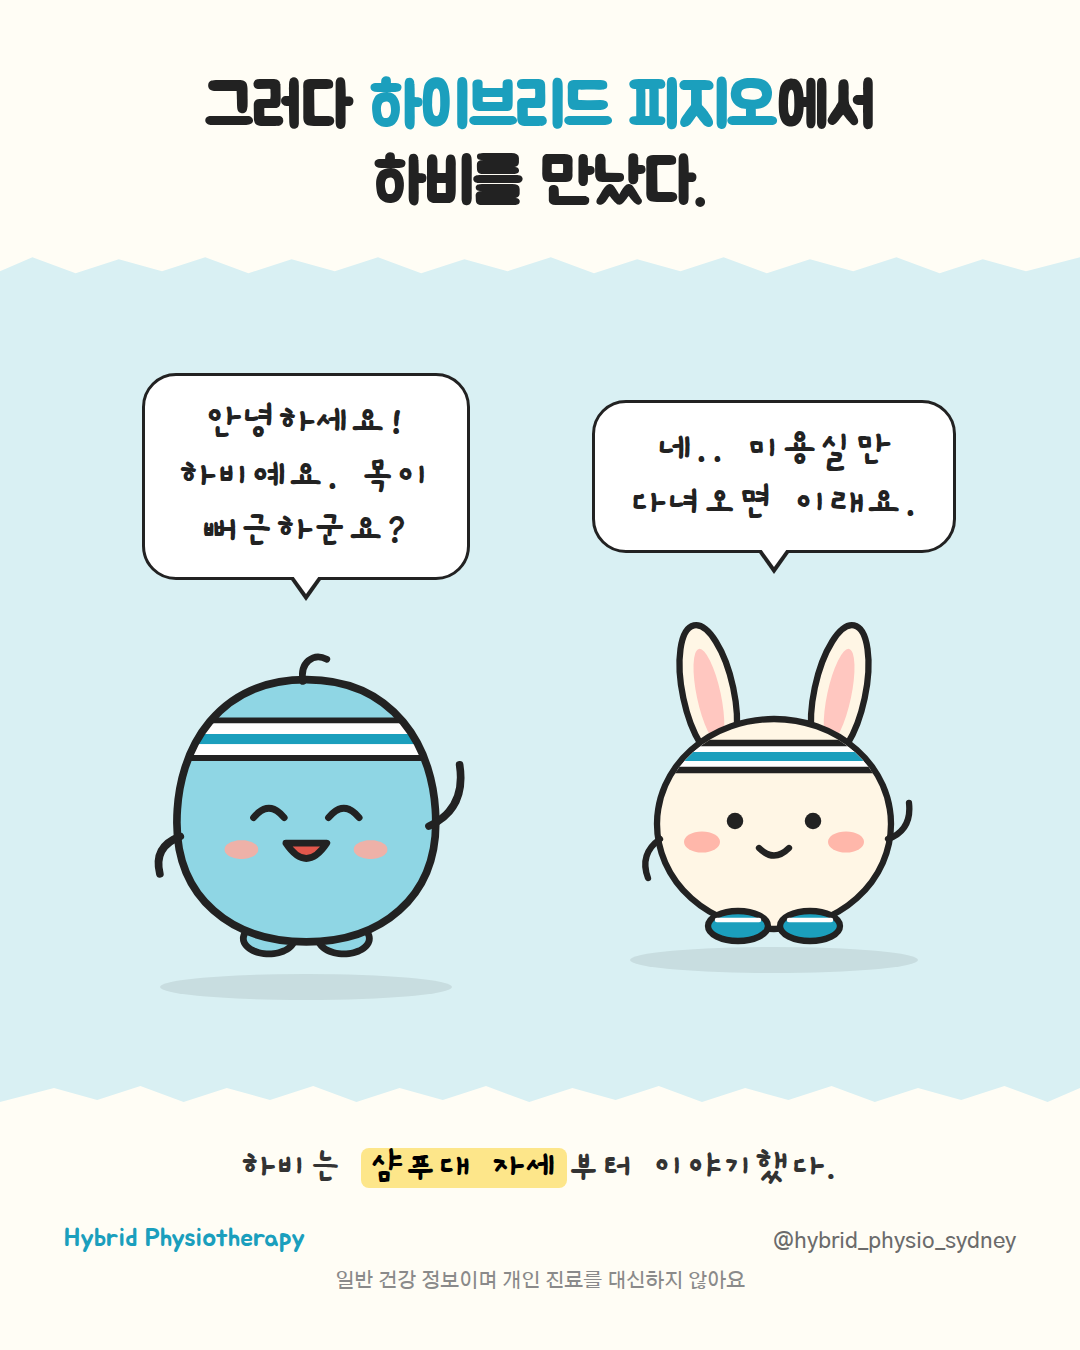 그러다 하이브리드 피지오에서
하비를 만났다.
안녕하세요!
하비예요. 목이
뻐근하군요?
네.. 미용실만
다녀오면 이래요.
하비는 샴푸대 자세부터 이야기했다.
Hybrid Physiotherapy
@hybrid_physio_sydney
일반 건강 정보이며 개인 진료를 대신하지 않아요